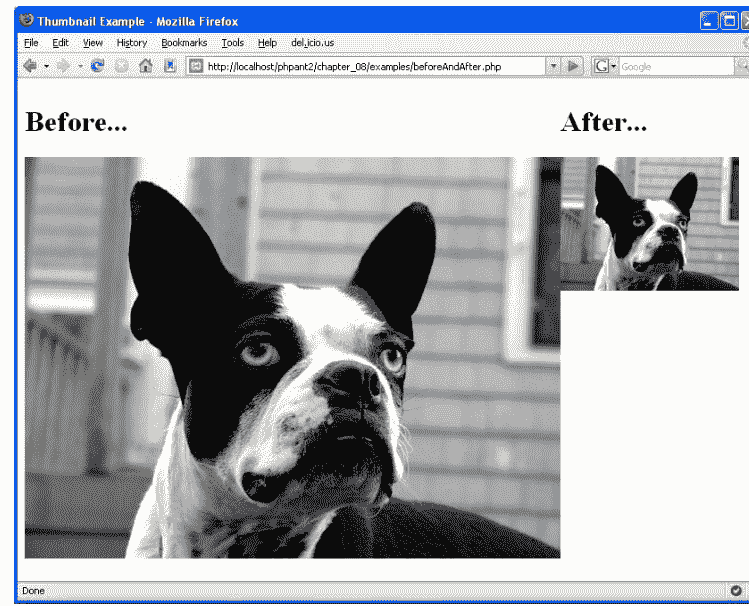 Thumbnail Example - Mozilla Firefox
File Edit View History Bookmarks Tools Help del.icio.us
http://localhost/phpant2/chapter_08/examples/beforeAndAfter.php G Google
Before... After...
Done